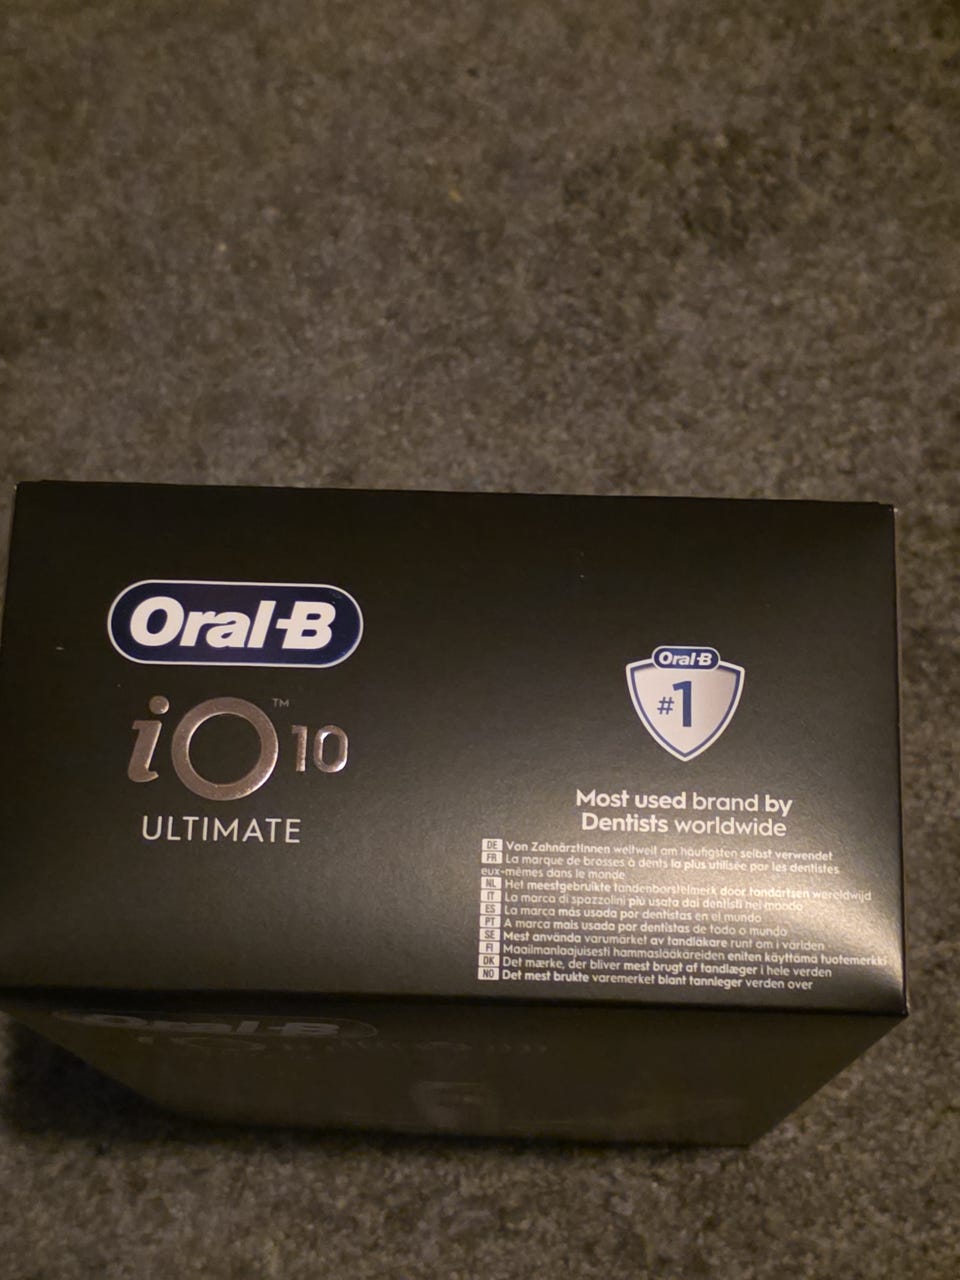 Oral-B
iO™10
ULTIMATE
Oral-B
#1
Most used brand by
Dentists worldwide
DE Von ZahnärztInnen weltweit am häufigsten selbst verwendet
FR La marque de brosses à dents la plus utilisée par les dentistes
eux-mêmes dans le monde
NL Het meestgebruikte tandenborstelmerk door tandartsen wereldwijd
IT La marca di spazzolini più usata dai dentisti nel mondo
ES La marca más usada por dentistas en el mundo
PT A marca mais usada por dentistas de todo o mundo
SE Mest använda varumärket av tandläkare runt om i världen
FI Maailmanlaajuisesti hammaslääkäreiden eniten käyttämä tuotemerkki
DK Det mærke, der bliver mest brugt af tandlæger i hele verden
NO Det mest brukte varemerket blant tannleger verden over
Oral-B